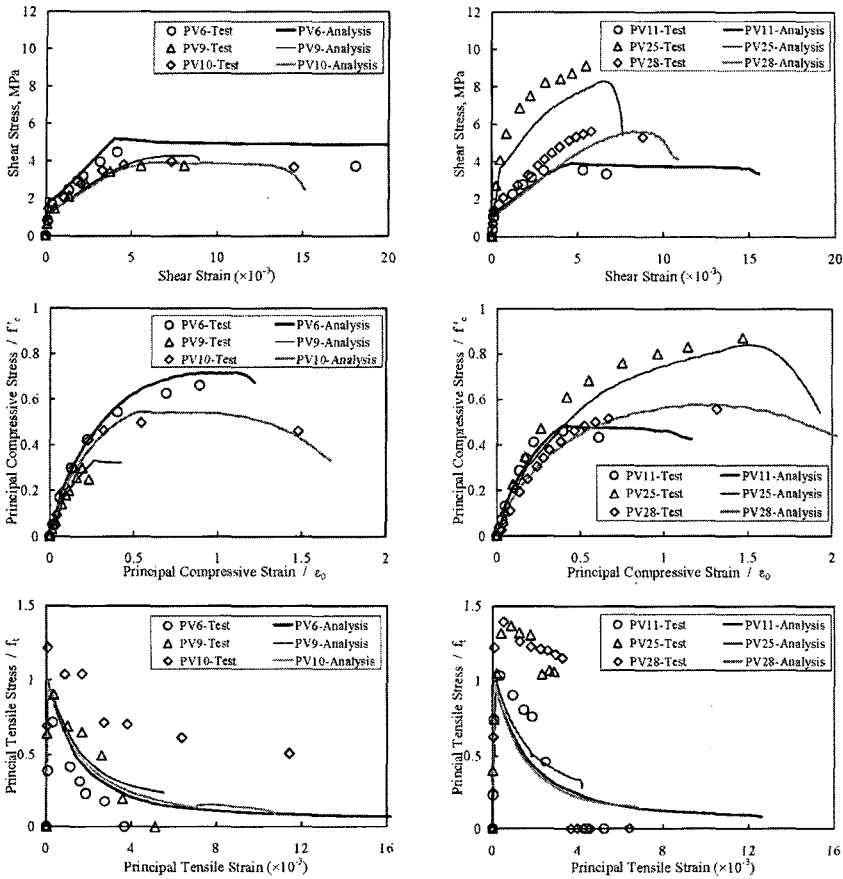 12
10
8
6
4
2
0
Shear Stress, MPa
PV6-Test PV6-Analysis
PV9-Test PV9-Analysis
PV10-Test PV10-Analysis
0 5 10 15 20
Shear Strain (×10⁻³)
12
10
8
6
4
2
0
Shear Stress, MPa
PV11-Test PV11-Analysis
PV25-Test PV25-Analysis
PV28-Test PV28-Analysis
0 5 10 15 20
Shear Strain (×10⁻³)
1
0.8
0.6
0.4
0.2
0
Principal Compressive Stress / f'c
PV6-Test PV6-Analysis
PV9-Test PV9-Analysis
PV10-Test PV10-Analysis
0 0.5 1 1.5 2
Principal Compressive Strain / ε₀
1
0.8
0.6
0.4
0.2
0
Principal Compressive Stress / f'c
PV11-Test PV11-Analysis
PV25-Test PV25-Analysis
PV28-Test PV28-Analysis
0 0.5 1 1.5 2
Principal Compressive Strain / ε₀
1.5
1
0.5
0
Princial Tensile Stress / ft
PV6-Test PV6-Analysis
PV9-Test PV9-Analysis
PV10-Test PV10-Analysis
0 4 8 12 16
Principal Tensile Strain (×10⁻³)
1.5
1
0.5
0
Principal Tensile Stress / ft
PV11-Test PV11-Analysis
PV25-Test PV25-Analysis
PV28-Test PV28-Analysis
0 4 8 12 16
Principal Tensile Strain (×10⁻³)